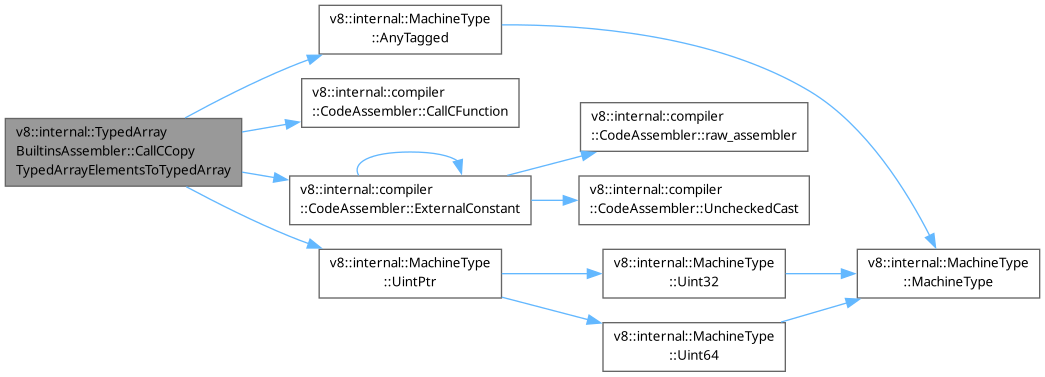 v8::internal::MachineType
::AnyTagged
v8::internal::compiler
::CodeAssembler::CallCFunction
v8::internal::compiler
::CodeAssembler::raw_assembler
v8::internal::TypedArray
BuiltinsAssembler::CallCCopy
TypedArrayElementsToTypedArray
v8::internal::compiler
::CodeAssembler::ExternalConstant
v8::internal::compiler
::CodeAssembler::UncheckedCast
v8::internal::MachineType
::UintPtr
v8::internal::MachineType
::Uint32
v8::internal::MachineType
::MachineType
v8::internal::MachineType
::Uint64